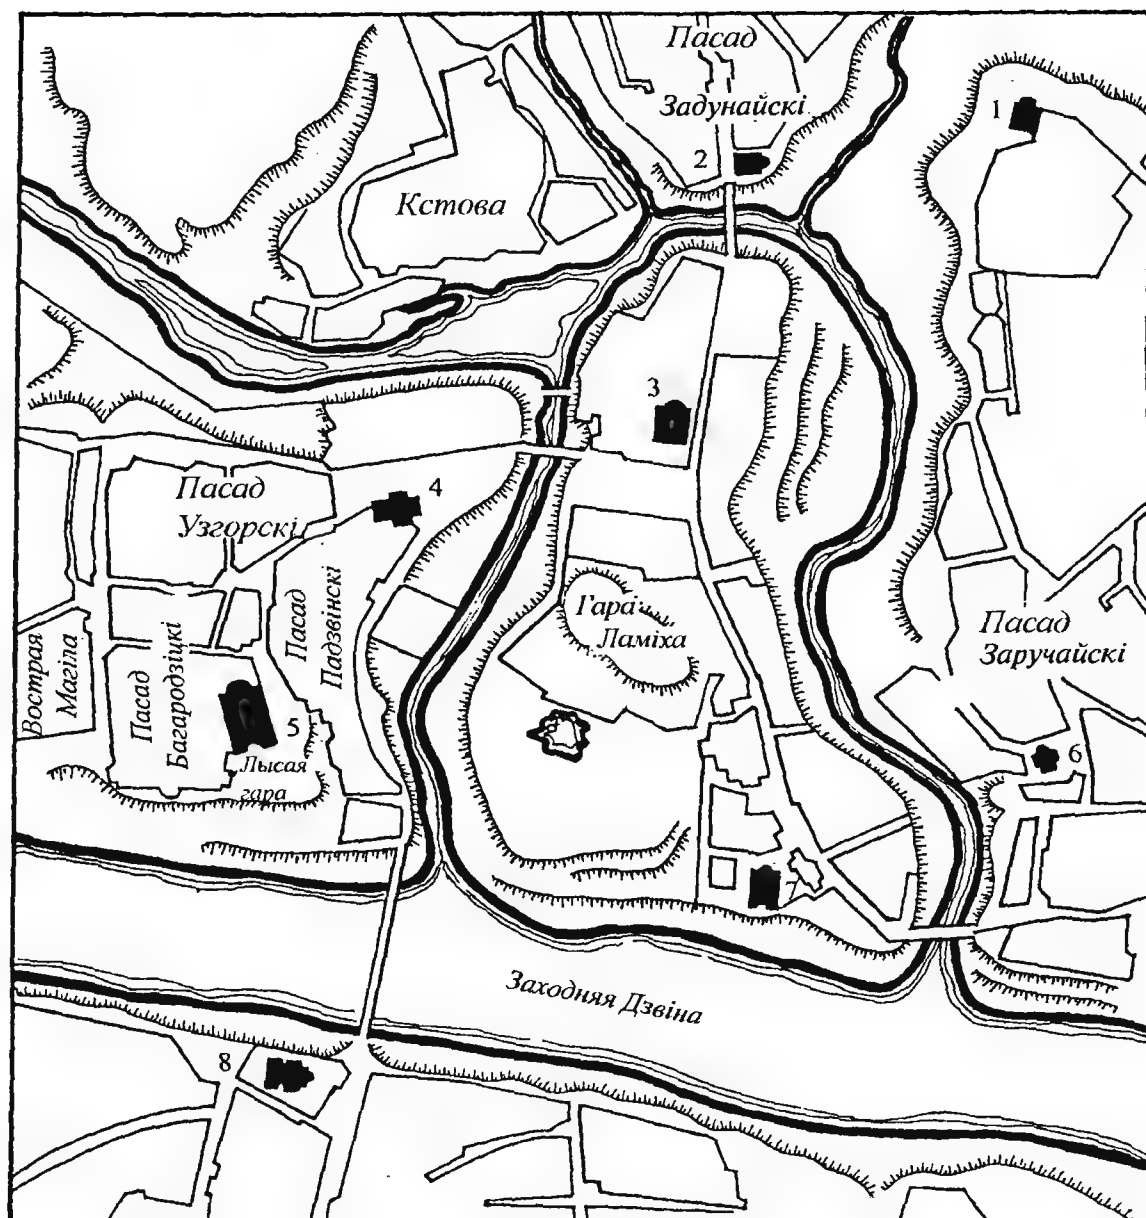 Пасад
Задунайскі
1
2
Кстова
3
4
Пасад
Узгорскі
Пасад
Падзвінскі
Гара
Ламіха
Пасад
Заручайскі
Вострая
Магіла
Пасад
Багародзіцкі
5
Лысая
гара
6
7
Заходняя Дзвіна
8